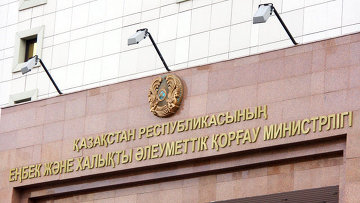 ҚАЗАҚСТАН РЕСПУБЛИКАСЫНЫҢ
ЕҢБЕК ЖӘНЕ ХАЛЫҚТЫ ӘЛЕУМЕТТІК ҚОРҒАУ МИНИСТРЛІГІ